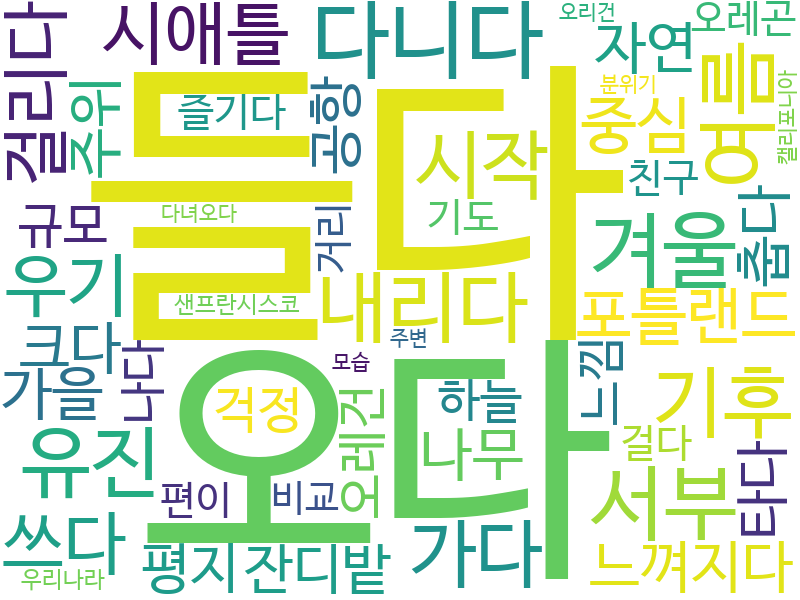 시애틀
다니다
오리건
자연
오레곤
걸리다
주위
즐기다
공항
들다
시작
분위기
중심
여름
캘리포니아
친구
규모
다녀오다
거리
기도
겨울
춥다
우기
샌프란시스코
내리다
포틀랜드
크다
나다
모습
주변
느낌
가을
걱정
오레건
하늘
기후
유진
오다
나무
걷다
타다
쓰다
편이
비교
서부
우리나라
평지
잔디밭
가다
느껴지다